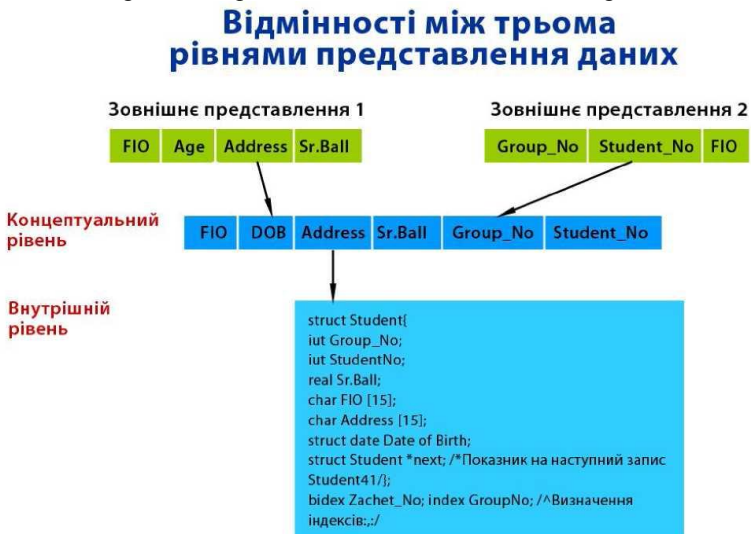 Відмінності між трьома
рівнями представлення даних
Зовнішнє представлення 1
Зовнішнє представлення 2
FIO Age Address Sr.Ball
Group_No Student_No FIO
Концептуальний
рівень
FIO DOB Address Sr.Ball Group_No Student_No
Внутрішній
рівень
struct Student{
iut Group_No;
iut StudentNo;
real Sr.Ball;
char FIO [15];
char Address [15];
struct date Date of Birth;
struct Student *next; /*Показник на наступний запис
Student41/};
bidex Zachet_No; index GroupNo; /^Визначення
індексів:,:/